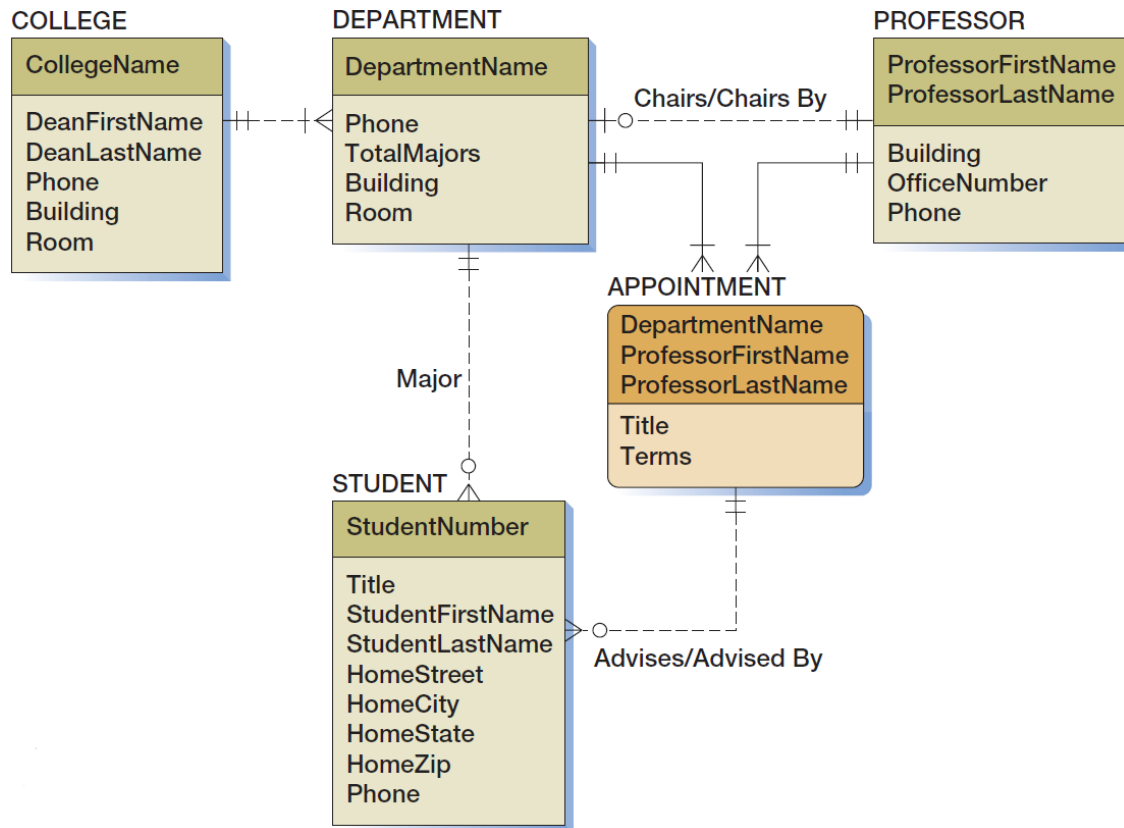 COLLEGE
CollegeName
DeanFirstName
DeanLastName
Phone
Building
Room
DEPARTMENT
DepartmentName
Phone
TotalMajors
Building
Room
Chairs/Chairs By
PROFESSOR
ProfessorFirstName
ProfessorLastName
Building
OfficeNumber
Phone
APPOINTMENT
DepartmentName
ProfessorFirstName
ProfessorLastName
Title
Terms
Major
STUDENT
StudentNumber
Title
StudentFirstName
StudentLastName
HomeStreet
HomeCity
HomeState
HomeZip
Phone
Advises/Advised By